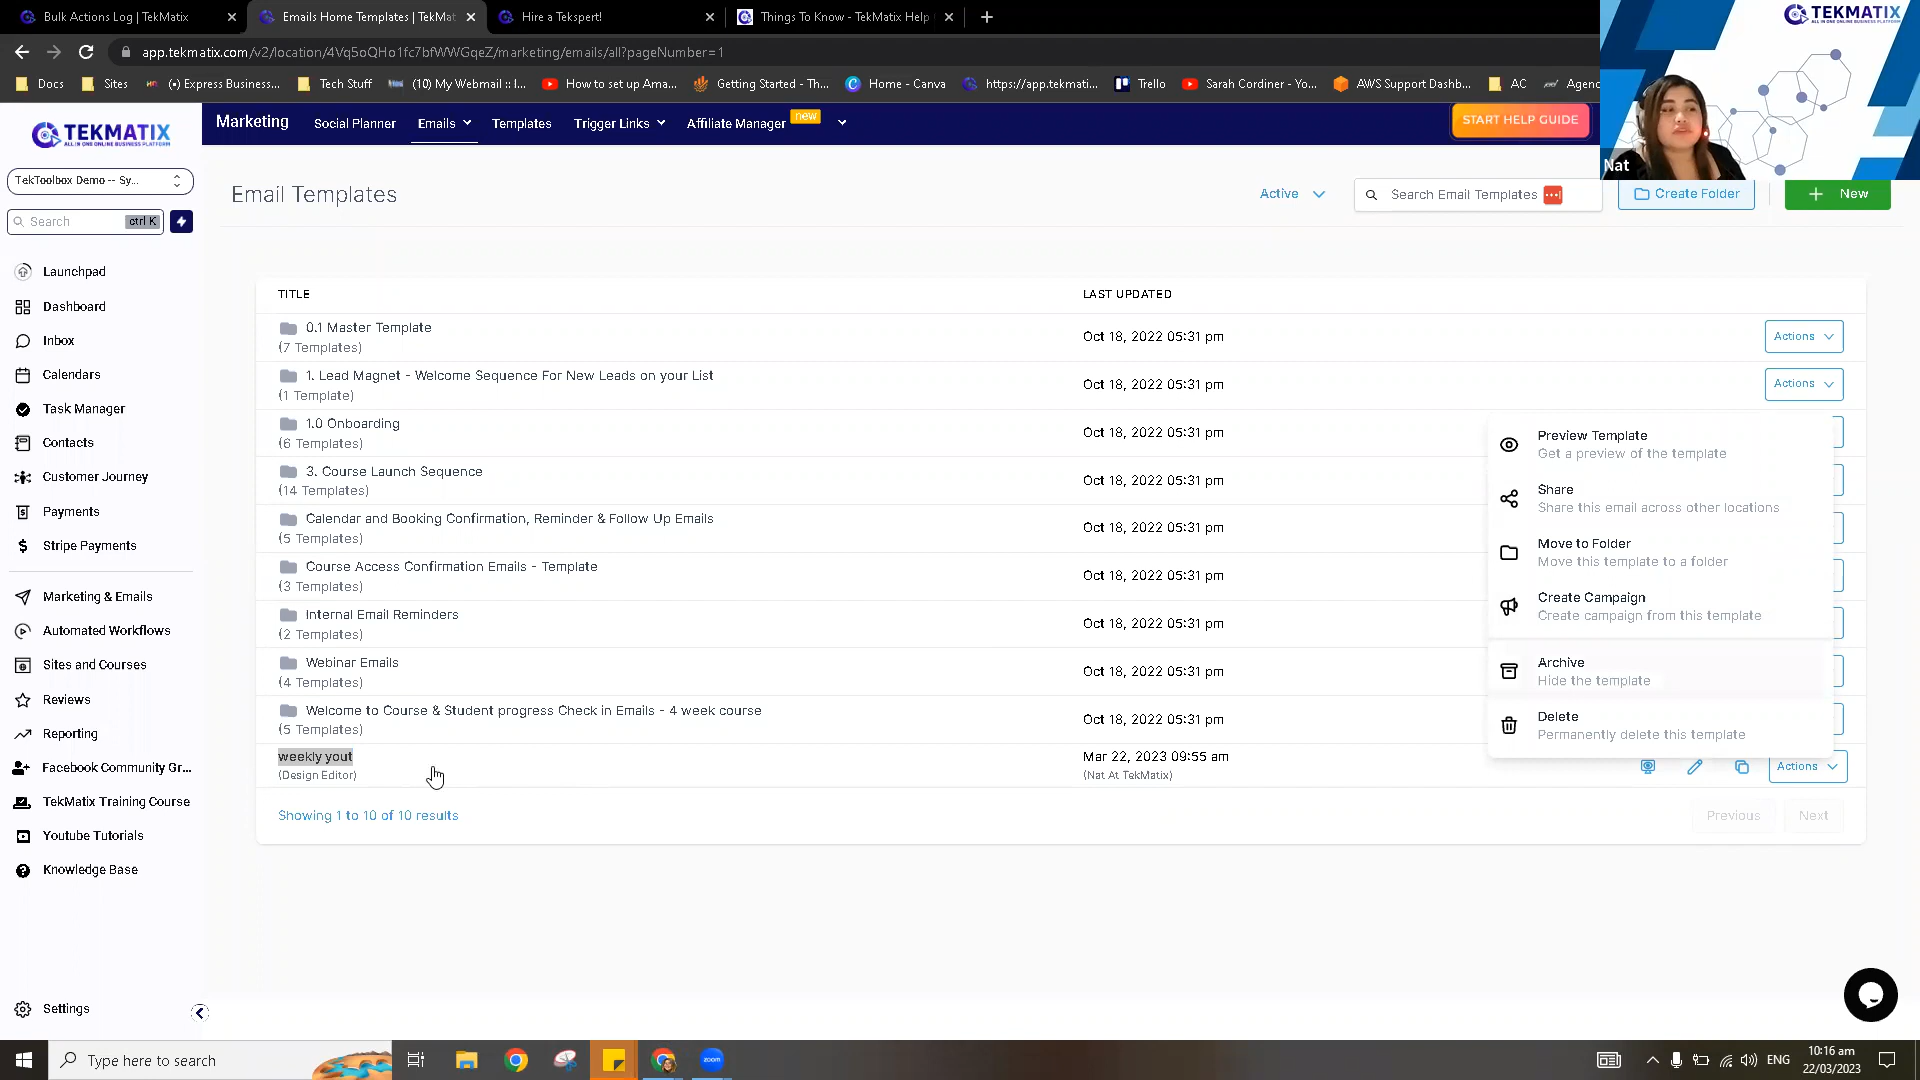 Bulk Actions Log | TekMatix
Emails Home Templates | TekMat
Hire a Tekspert!
Things To Know - TekMatix Help
app.tekmatix.com/v2/location/4Vq5oQHo1fc7bfWWGqeZ/marketing/emails/all?pageNumber=1
Docs
Sites
(•) Express Business...
Tech Stuff
(10) My Webmail :: I...
How to set up Ama...
Getting Started - Th...
Home - Canva
https://app.tekmati...
Trello
Sarah Cordiner - Yo...
AWS Support Dashb...
AC
Agenc
TEKMATIX
ALL IN ONE ONLINE BUSINESS PLATFORM
Nat
TEKMATIX
ALL IN ONE ONLINE BUSINESS PLATFORM
Marketing
Social Planner
Emails
Templates
Trigger Links
Affiliate Manager
new
START HELP GUIDE
TekToolbox Demo -- Sy...
Search
ctrl K
Launchpad
Dashboard
Inbox
Calendars
Task Manager
Contacts
Customer Journey
Payments
Stripe Payments
Marketing & Emails
Automated Workflows
Sites and Courses
Reviews
Reporting
Facebook Community Gr...
TekMatix Training Course
Youtube Tutorials
Knowledge Base
Settings
Email Templates
Active
Search Email Templates
Create Folder
New
TITLE
LAST UPDATED
0.1 Master Template
(7 Templates)
Oct 18, 2022 05:31 pm
Actions
1. Lead Magnet - Welcome Sequence For New Leads on your List
(1 Template)
Oct 18, 2022 05:31 pm
Actions
1.0 Onboarding
(6 Templates)
Oct 18, 2022 05:31 pm
3. Course Launch Sequence
(14 Templates)
Oct 18, 2022 05:31 pm
Calendar and Booking Confirmation, Reminder & Follow Up Emails
(5 Templates)
Oct 18, 2022 05:31 pm
Course Access Confirmation Emails - Template
(3 Templates)
Oct 18, 2022 05:31 pm
Internal Email Reminders
(2 Templates)
Oct 18, 2022 05:31 pm
Webinar Emails
(4 Templates)
Oct 18, 2022 05:31 pm
Welcome to Course & Student progress Check in Emails - 4 week course
(5 Templates)
Oct 18, 2022 05:31 pm
weekly yout
(Design Editor)
Mar 22, 2023 09:55 am
(Nat At TekMatix)
Actions
Preview Template
Get a preview of the template
Share
Share this email across other locations
Move to Folder
Move this template to a folder
Create Campaign
Create campaign from this template
Archive
Hide the template
Delete
Permanently delete this template
Showing 1 to 10 of 10 results
Previous
Next
Type here to search
zoom
ENG
10:16 am
22/03/2023